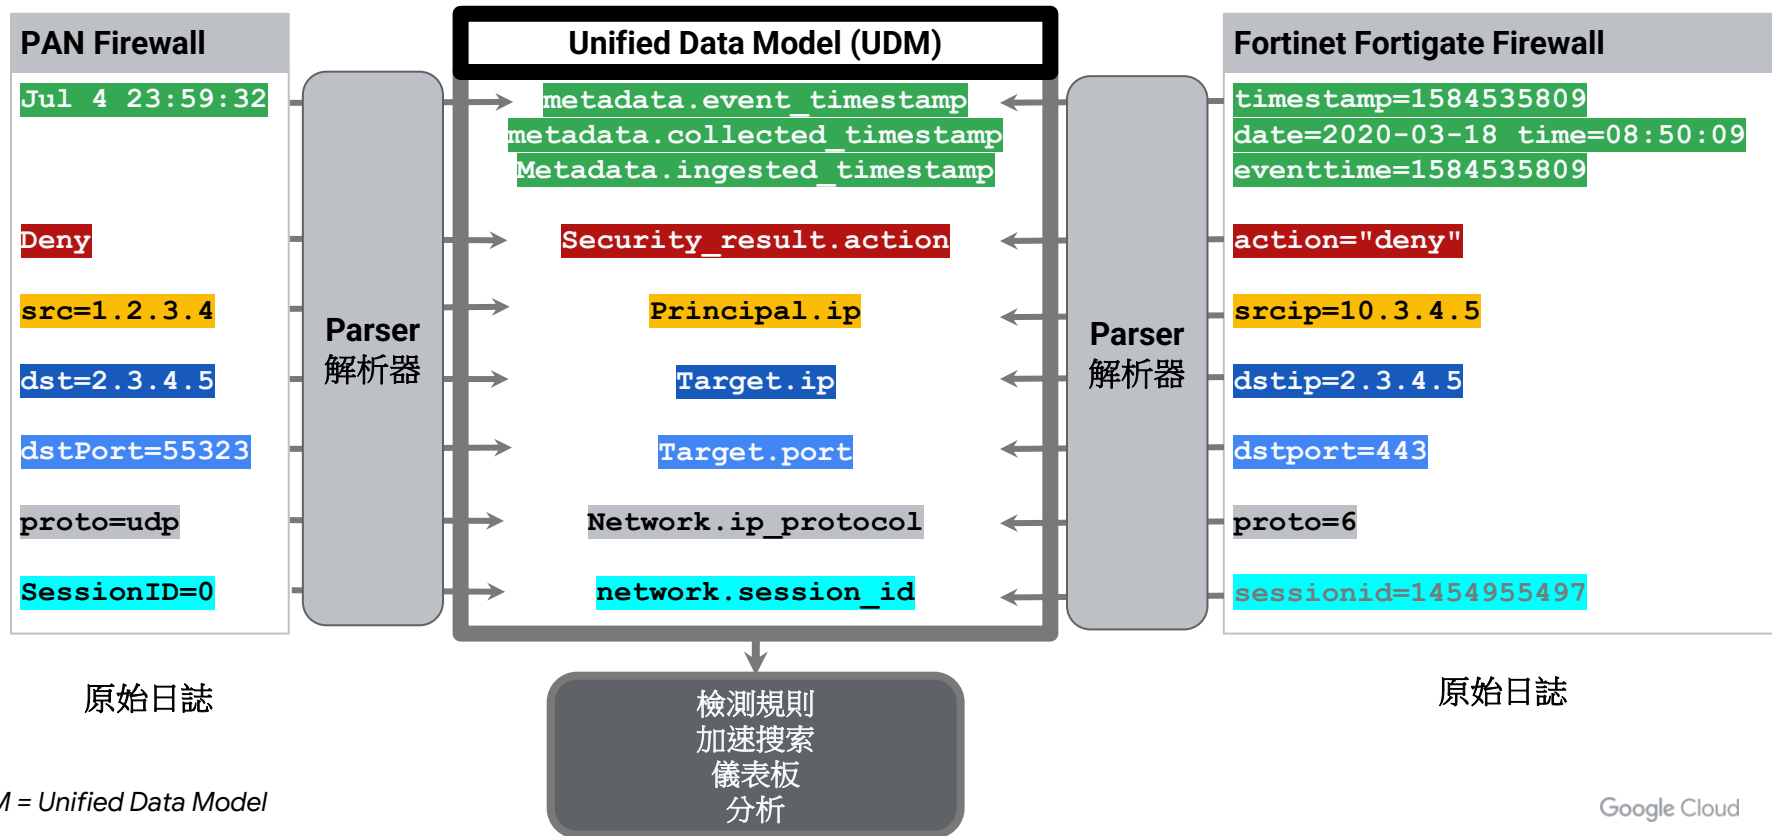 PAN Firewall
Jul 4 23:59:32
Deny
src=1.2.3.4
dst=2.3.4.5
dstPort=55323
proto=udp
SessionID=0
原始日誌
Parser
解析器
Unified Data Model (UDM)
metadata.event_timestamp
metadata.collected_timestamp
Metadata.ingested_timestamp
Security_result.action
Principal.ip
Target.ip
Target.port
Network.ip_protocol
network.session_id
檢測規則
加速搜索
儀表板
分析
Parser
解析器
Fortinet Fortigate Firewall
timestamp=1584535809
date=2020-03-18 time=08:50:09
eventtime=1584535809
action="deny"
srcip=10.3.4.5
dstip=2.3.4.5
dstport=443
proto=6
sessionid=1454955497
原始日誌
M = Unified Data Model
Google Cloud